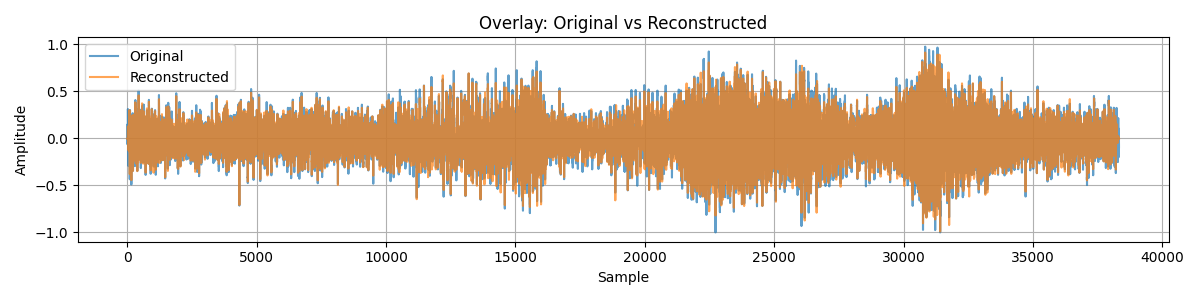 Overlay: Original vs Reconstructed
Original
Reconstructed
1.0
0.5
0.0
−0.5
−1.0
Amplitude
0 5000 10000 15000 20000 25000 30000 35000 40000
Sample